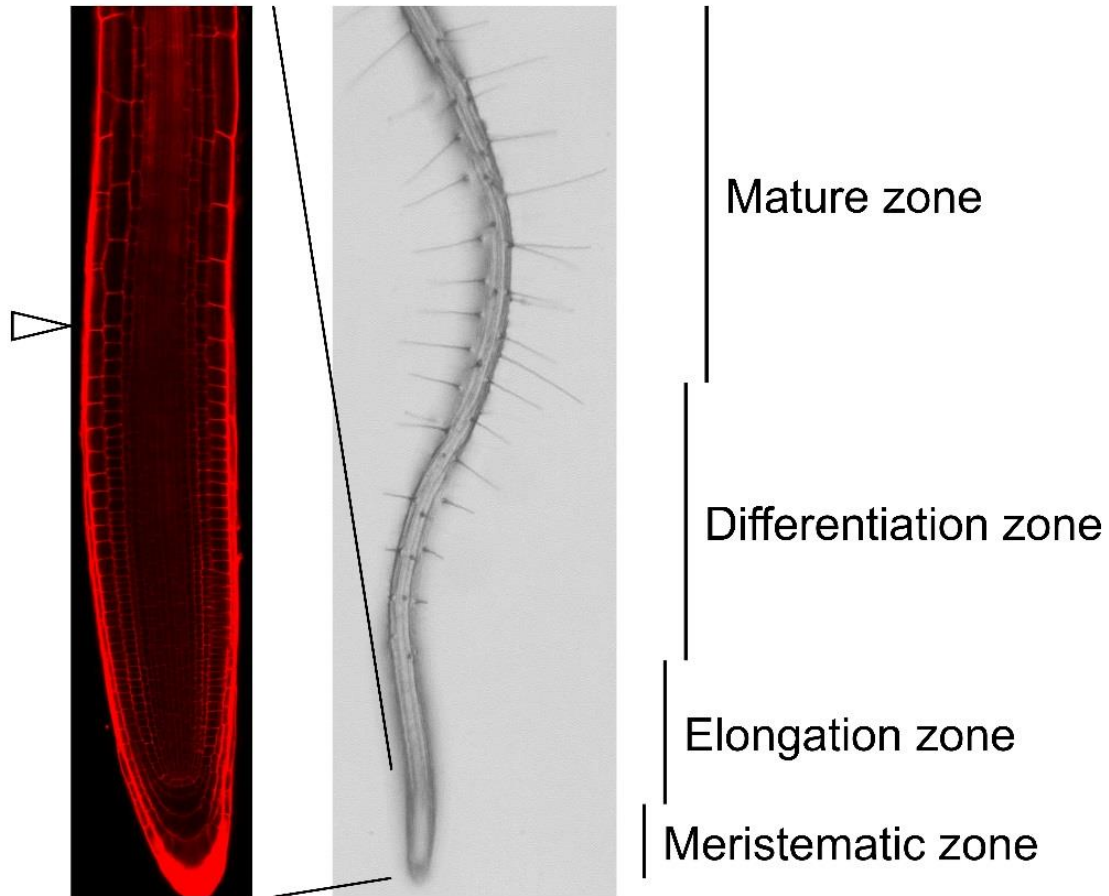 Mature zone
Differentiation zone
Elongation zone
Meristematic zone